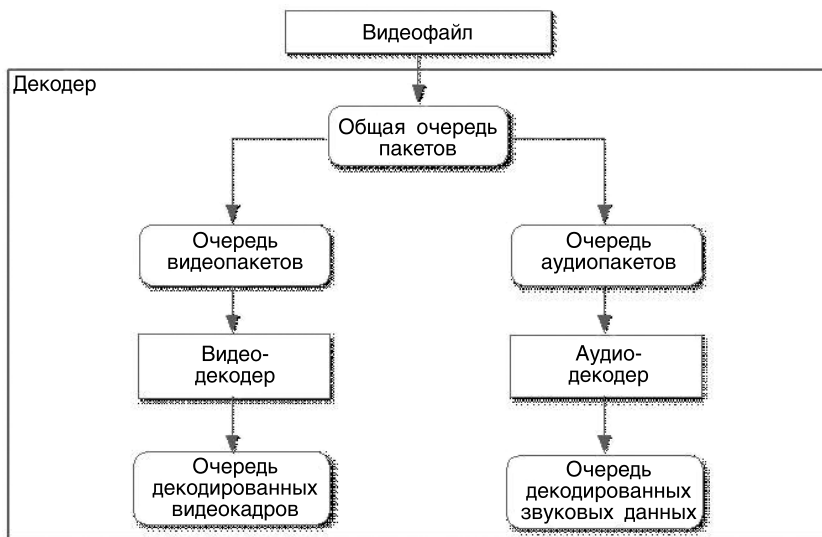 Видеофайл
Декодер
Общая очередь
пакетов
Очередь
видеопакетов
Очередь
аудиопакетов
Видео-
декодер
Аудио-
декодер
Очередь
декодированных
видеокадров
Очередь
декодированных
звуковых данных